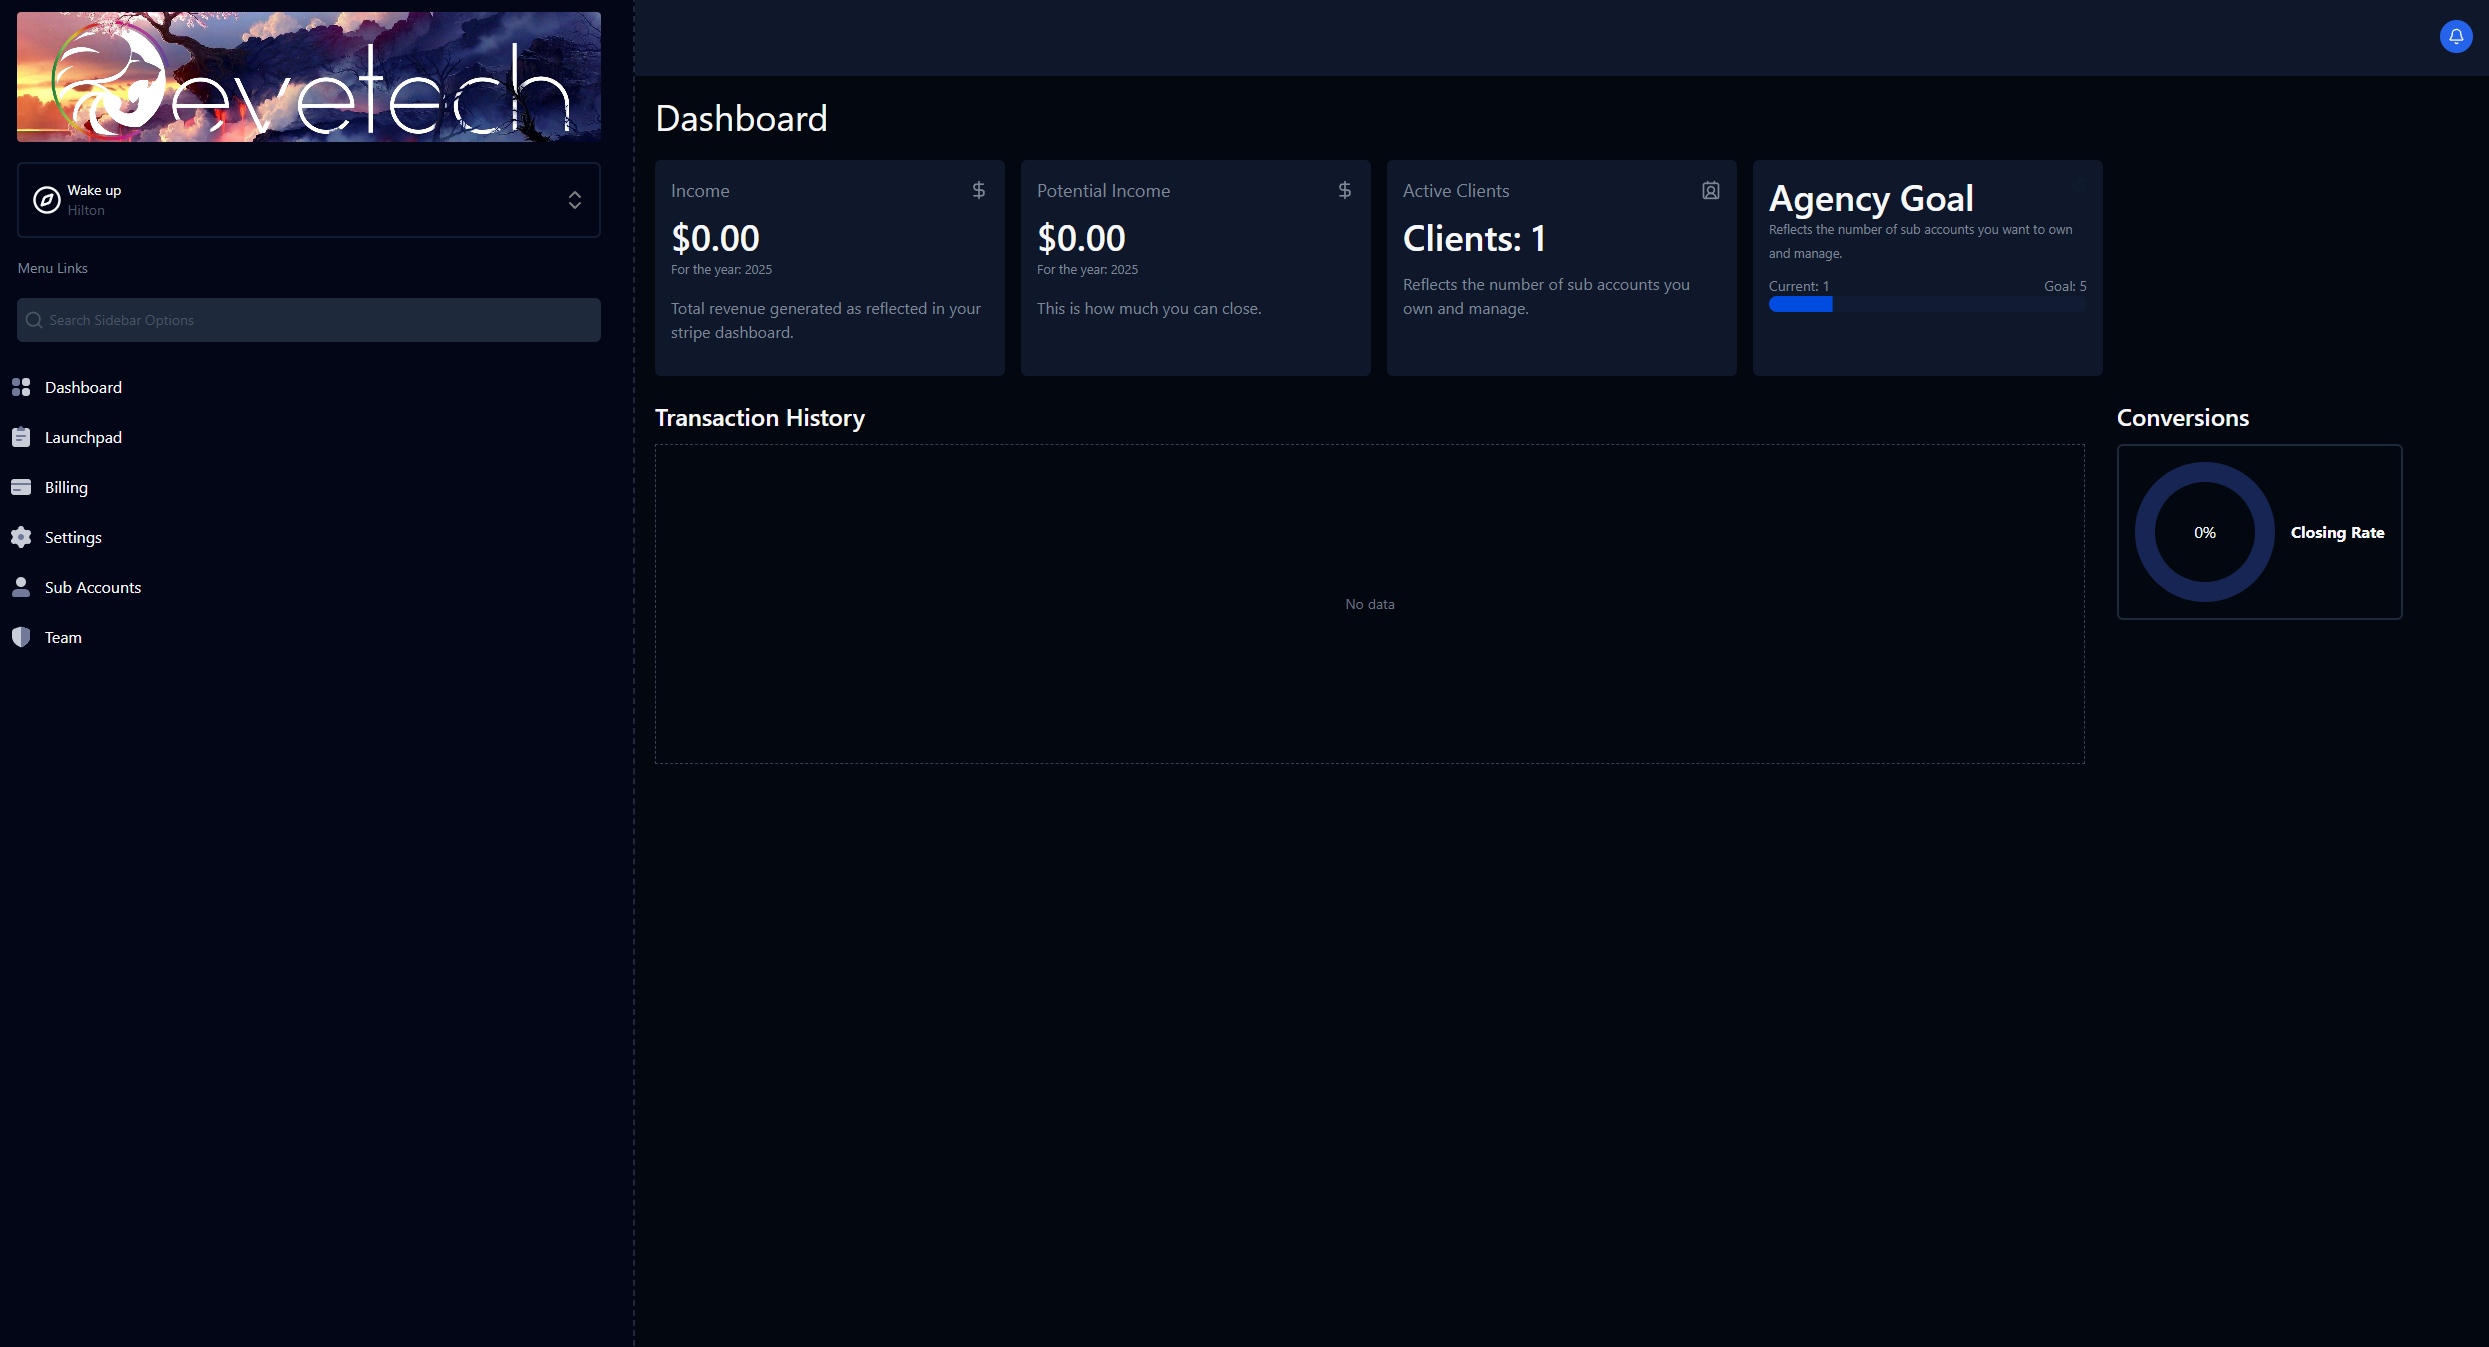 evetech
Wake up
Hilton
Menu Links
Search Sidebar Options
Dashboard
Launchpad
Billing
Settings
Sub Accounts
Team
Dashboard
Income
$0.00
For the year: 2025
Total revenue generated as reflected in your
stripe dashboard.
Potential Income
$0.00
For the year: 2025
This is how much you can close.
Active Clients
Clients: 1
Reflects the number of sub accounts you
own and manage.
Agency Goal
Reflects the number of sub accounts you want to own
and manage.
Current: 1
Goal: 5
Transaction History
No data
Conversions
0%
Closing Rate